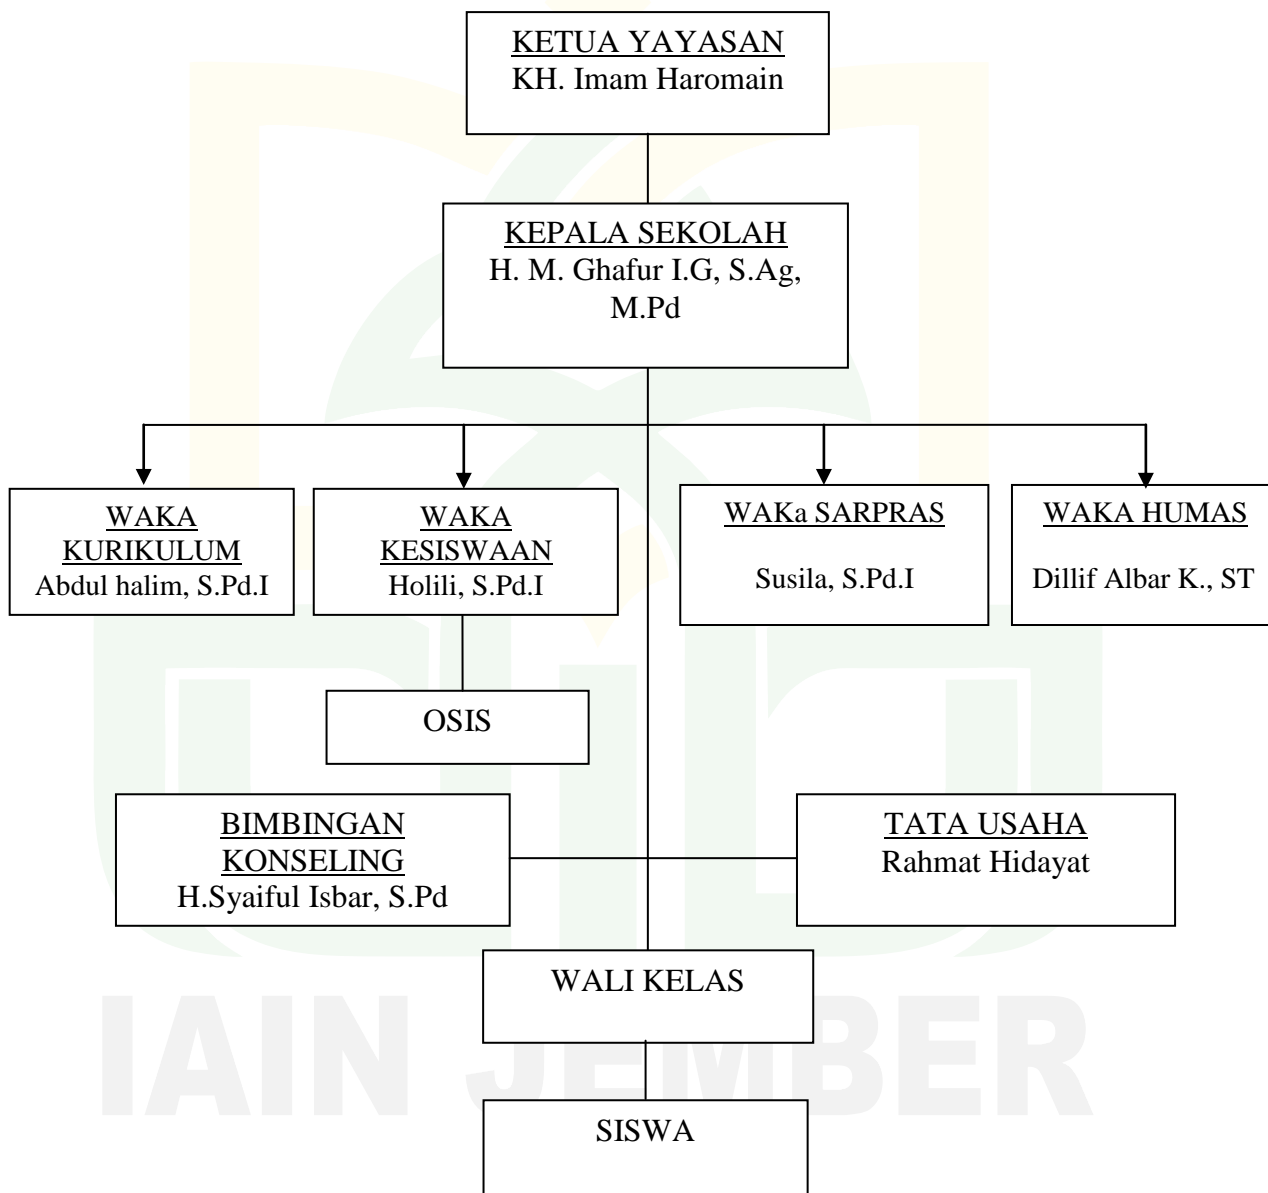 KETUA YAYASAN
KH. Imam Haromain
KEPALA SEKOLAH
H. M. Ghafur I.G, S.Ag,
M.Pd
WAKA
KURIKULUM
Abdul halim, S.Pd.I
WAKA
KESISWAAN
Holili, S.Pd.I
WAKa SARPRAS
Susila, S.Pd.I
WAKA HUMAS
Dillif Albar K., ST
OSIS
BIMBINGAN
KONSELING
H.Syaiful Isbar, S.Pd
TATA USAHA
Rahmat Hidayat
WALI KELAS
IAIN JEMBER
SISWA